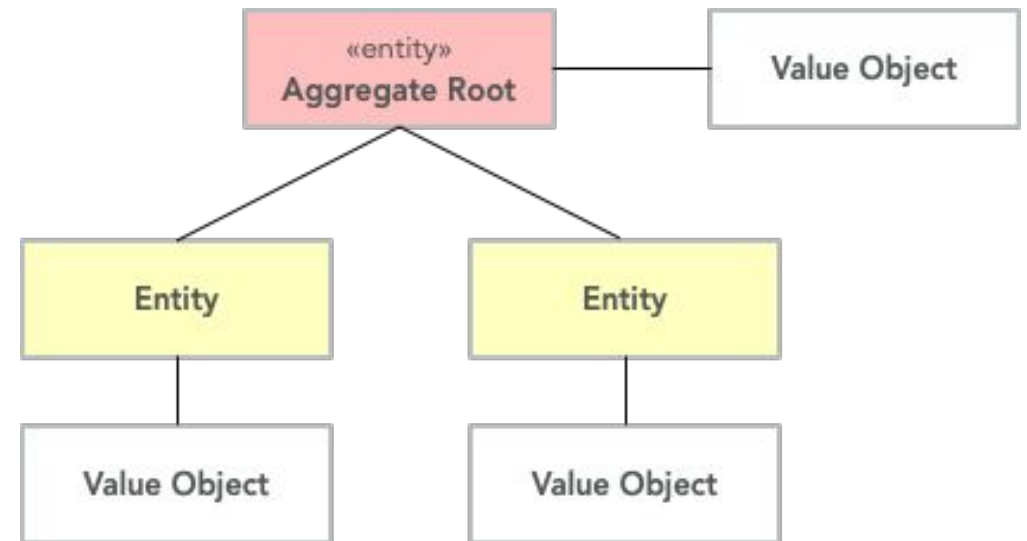 «entity»
Aggregate Root
Value Object
Entity
Entity
Value Object
Value Object